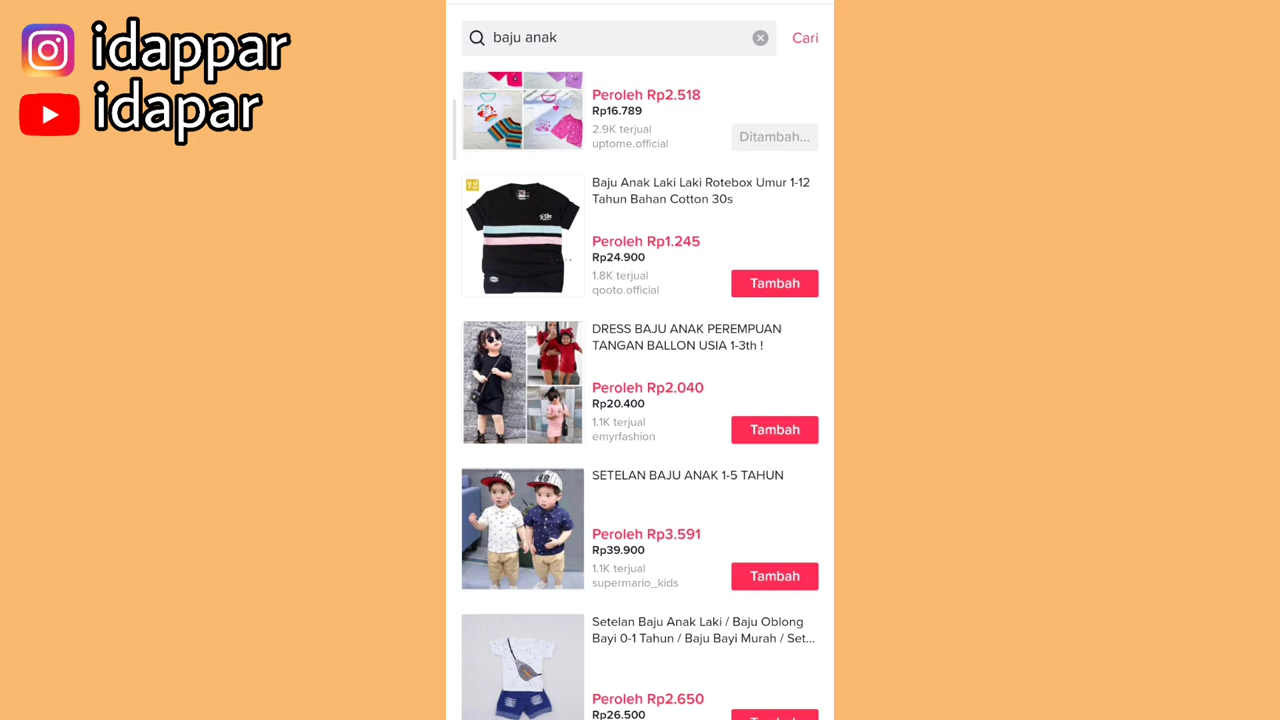 idappar
idapar
baju anak
Cari
Peroleh Rp2.518
Rp16.789
2.9K terjual
uptome.official
Ditambah...
Baju Anak Laki Laki Rotebox Umur 1-12
Tahun Bahan Cotton 30s
Peroleh Rp1.245
Rp24.900
1.8K terjual
qooto.official
Tambah
DRESS BAJU ANAK PEREMPUAN
TANGAN BALLON USIA 1-3th !
Peroleh Rp2.040
Rp20.400
1.1K terjual
emyrfashion
Tambah
SETELAN BAJU ANAK 1-5 TAHUN
Peroleh Rp3.591
Rp39.900
1.1K terjual
supermario_kids
Tambah
Setelan Baju Anak Laki / Baju Oblong
Bayi 0-1 Tahun / Baju Bayi Murah / Set...
Peroleh Rp2.650
Rp26.500